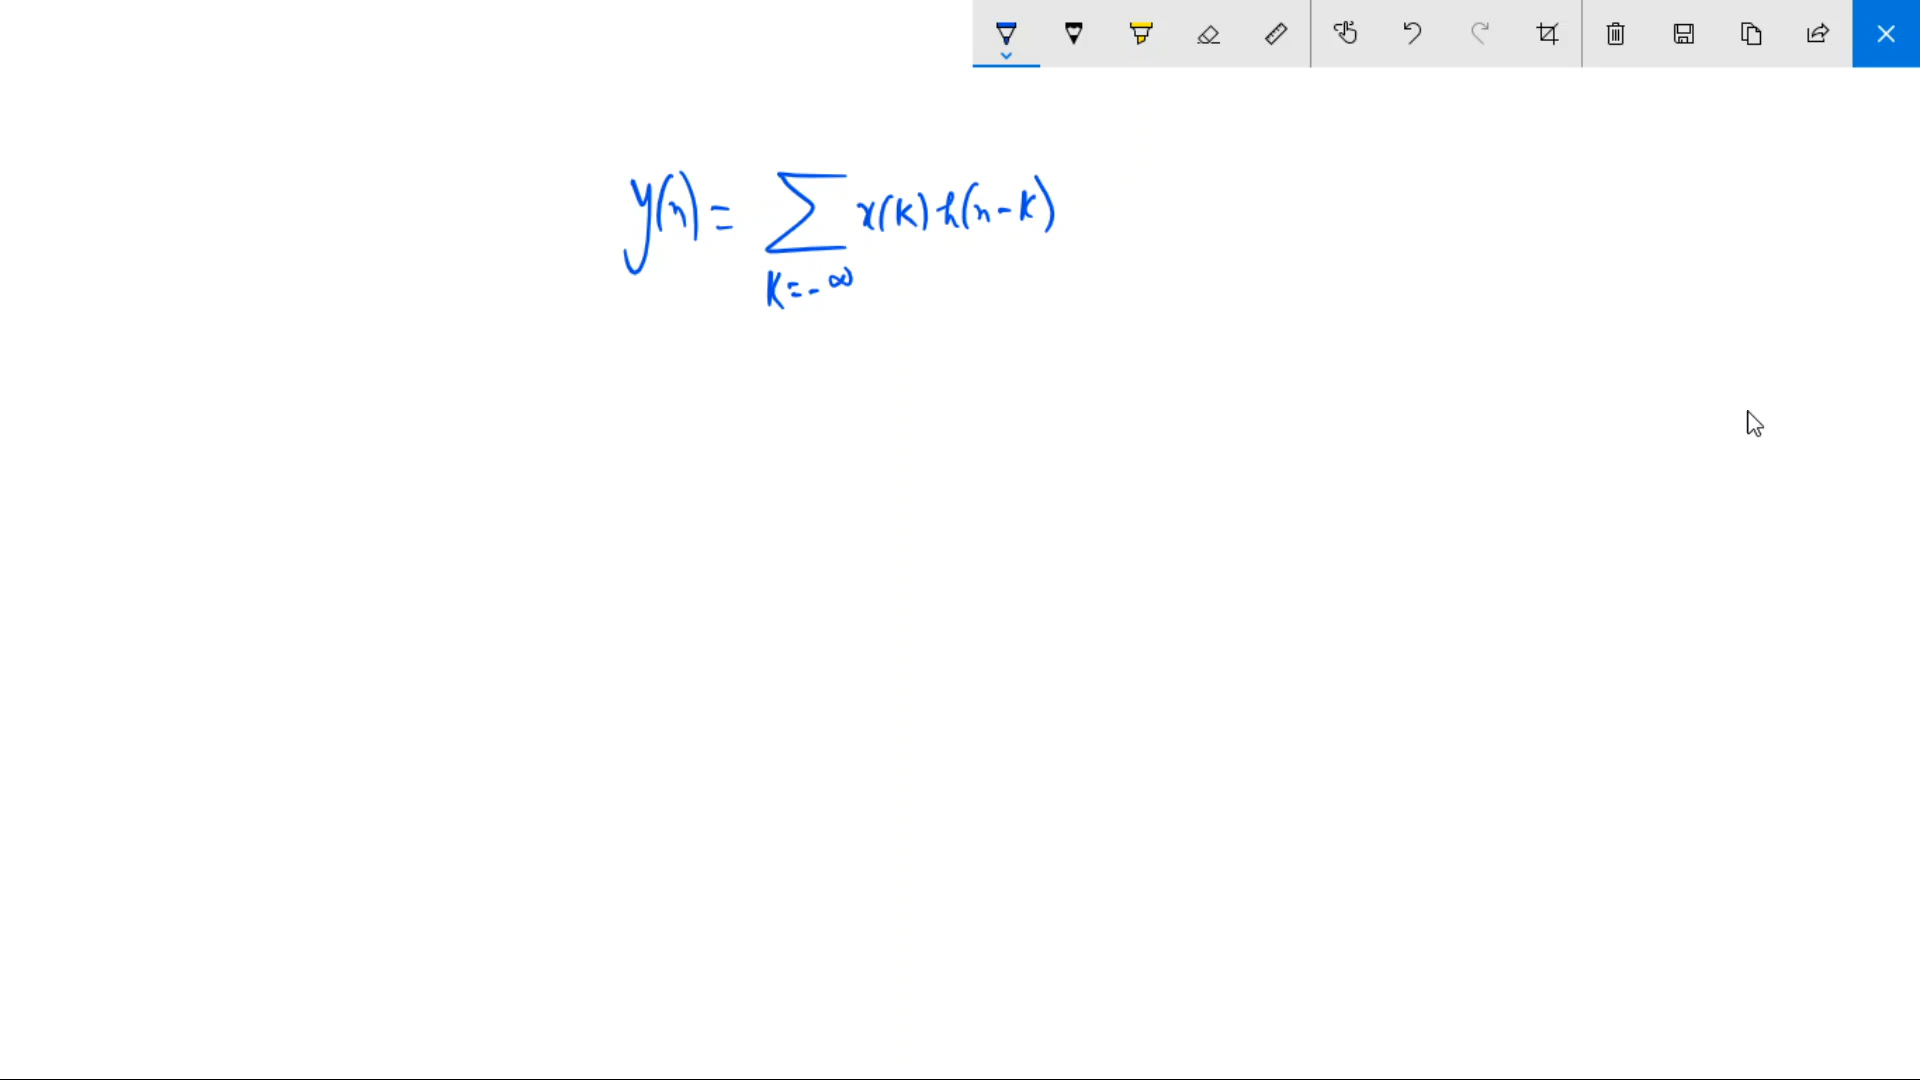 y(n) = ∑ x(k) h(n-k)
k=-∞